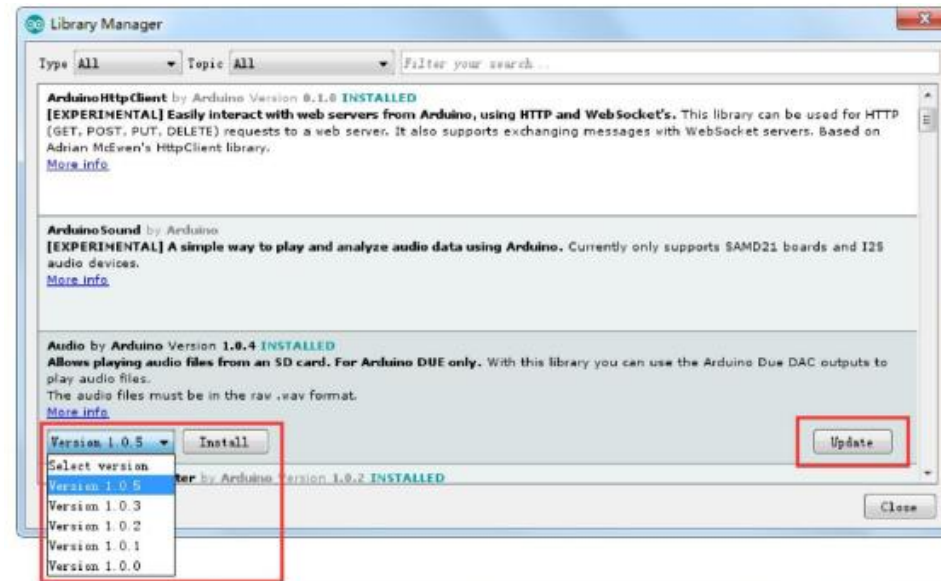 Library Manager
Type All Topic All Filter your search...
ArduinoHttpClient by Arduino Version 0.1.0 INSTALLED
[EXPERIMENTAL] Easily interact with web servers from Arduino, using HTTP and WebSocket's. This library can be used for HTTP
(GET, POST, PUT, DELETE) requests to a web server. It also supports exchanging messages with WebSocket servers. Based on
Adrian McEwen's HttpClient library.
More info
ArduinoSound by Arduino
[EXPERIMENTAL] A simple way to play and analyze audio data using Arduino. Currently only supports SAMD21 boards and I2S
audio devices.
More info
Audio by Arduino Version 1.0.4 INSTALLED
Allows playing audio files from an SD card. For Arduino DUE only. With this library you can use the Arduino Due DAC outputs to
play audio files.
The audio files must be in the raw .wav format.
More info
Version 1.0.5 Install Update
Select version
Version 1.0.5
ter by Arduino Version 1.0.2 INSTALLED
Version 1.0.3
Version 1.0.2
Close
Version 1.0.1
Version 1.0.0